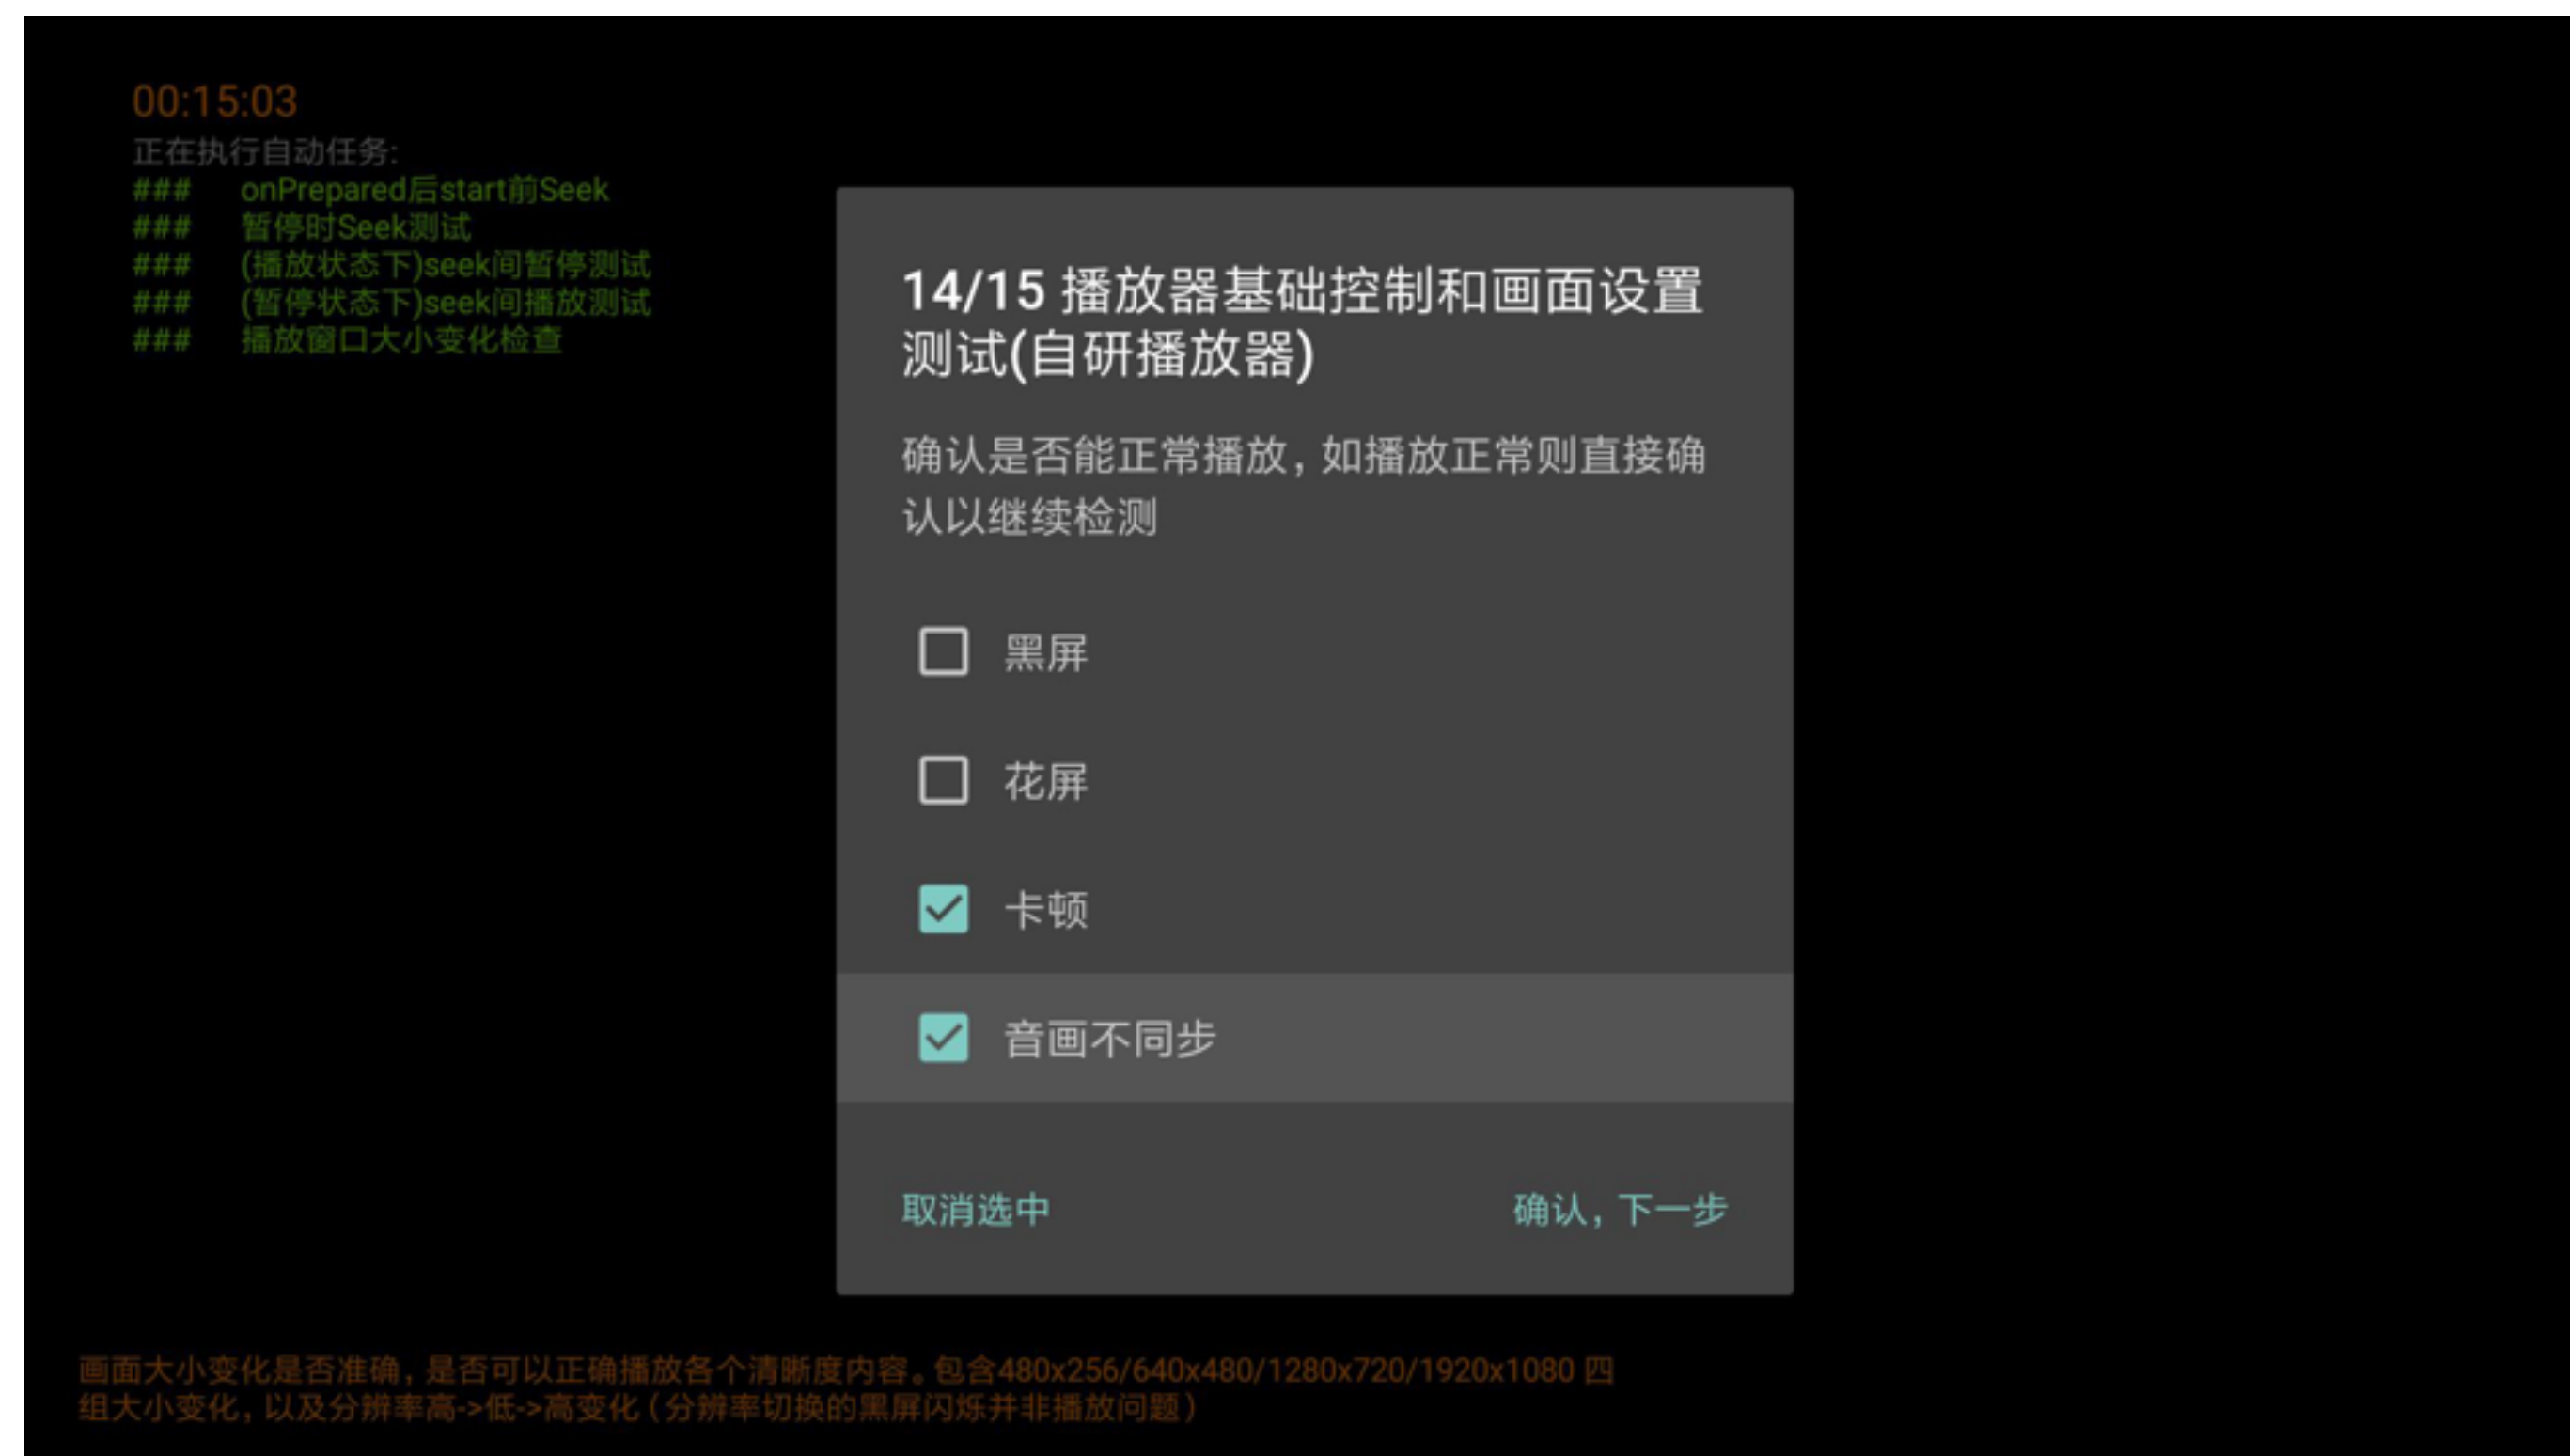 00:15:03
正在执行自动任务:
### onPrepared后start前Seek
### 暂停时Seek测试
### (播放状态下)seek间暂停测试
### (暂停状态下)seek间播放测试
### 播放窗口大小变化检查
14/15 播放器基础控制和画面设置
测试(自研播放器)
确认是否能正常播放，如播放正常则直接确
认以继续检测
黑屏
花屏
卡顿
音画不同步
取消选中
确认，下一步
画面大小变化是否准确，是否可以正确播放各个清晰度内容。包含480x256/640x480/1280x720/1920x1080 四
组大小变化，以及分辨率高->低->高变化（分辨率切换的黑屏闪烁并非播放问题）